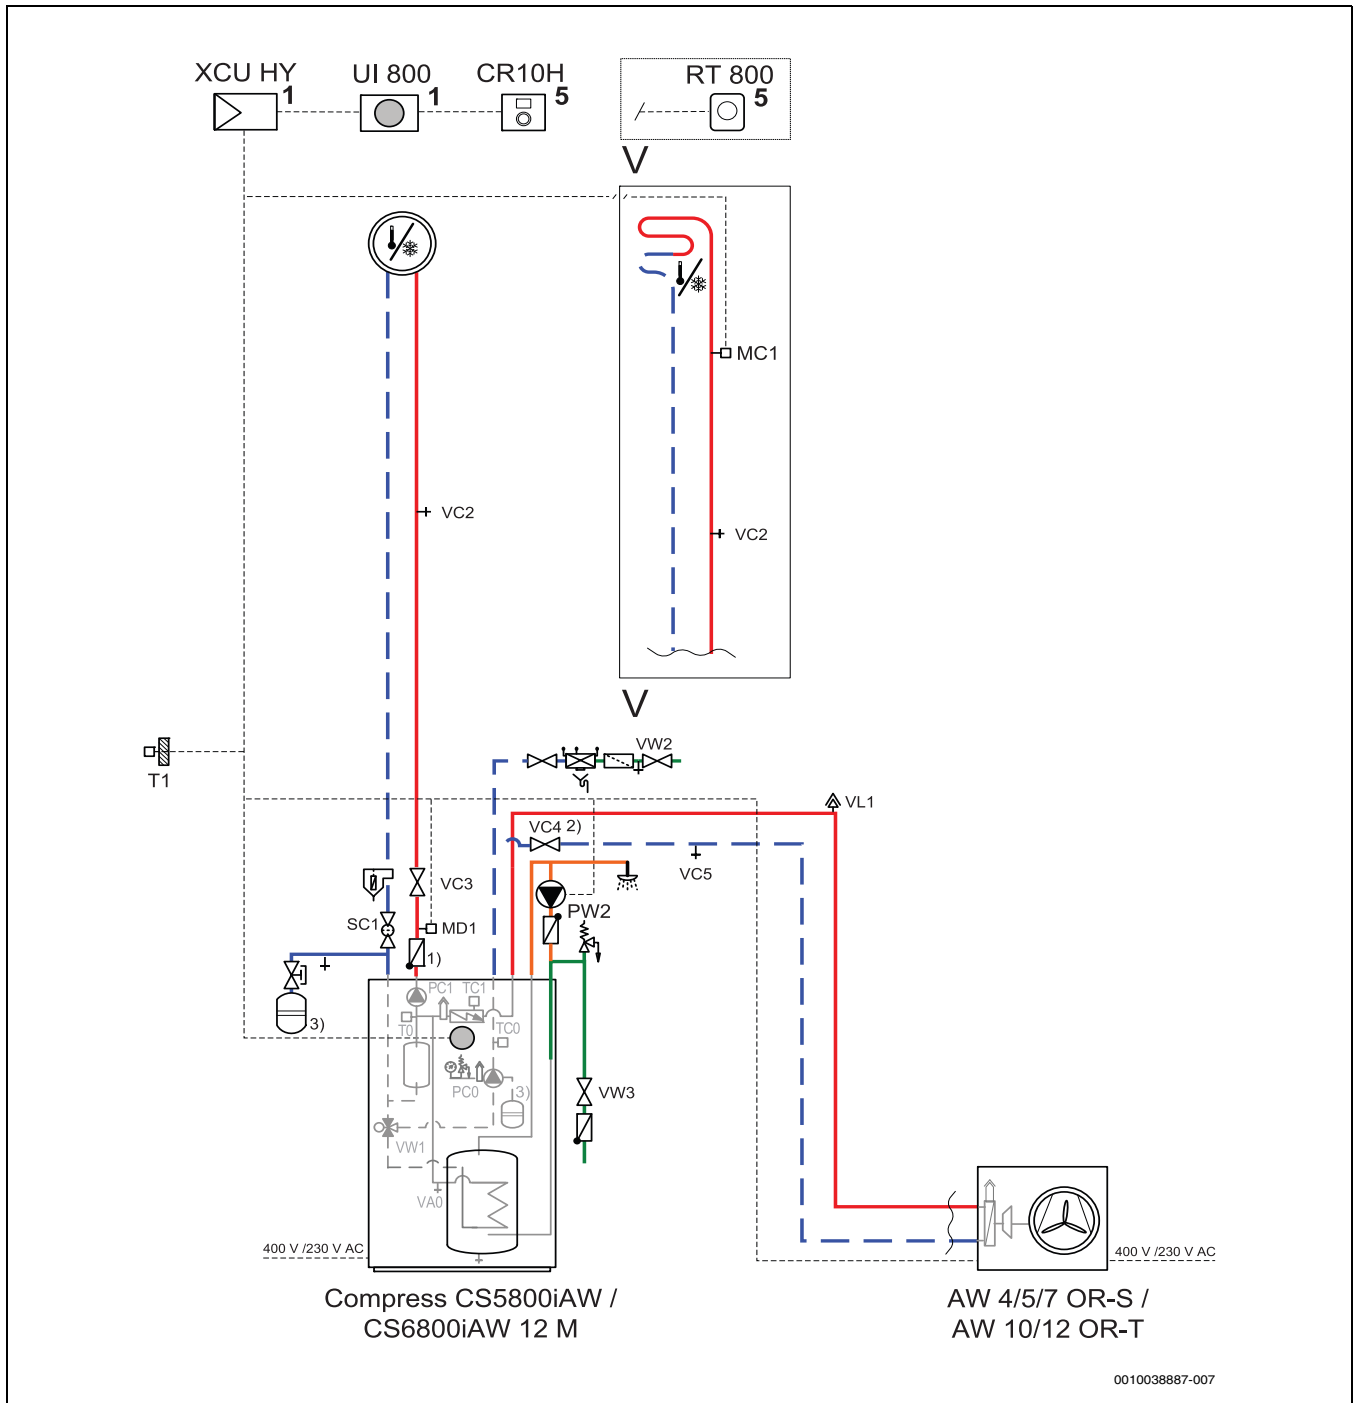 XCU HY
1
UI 800
1
CR10H
5
RT 800
5
V
MC1
VC2
VC2
V
VW2
T1
VL1
VC4 2)
VC5
VC3
PW2
SC1
MD1
1)
PC1
TC1
T0
TC0
3)
PC0
3)
VW3
VW1
VA0
400 V /230 V AC
400 V /230 V AC
Compress CS5800iAW /
CS6800iAW 12 M
AW 4/5/7 OR-S /
AW 10/12 OR-T
0010038887-007